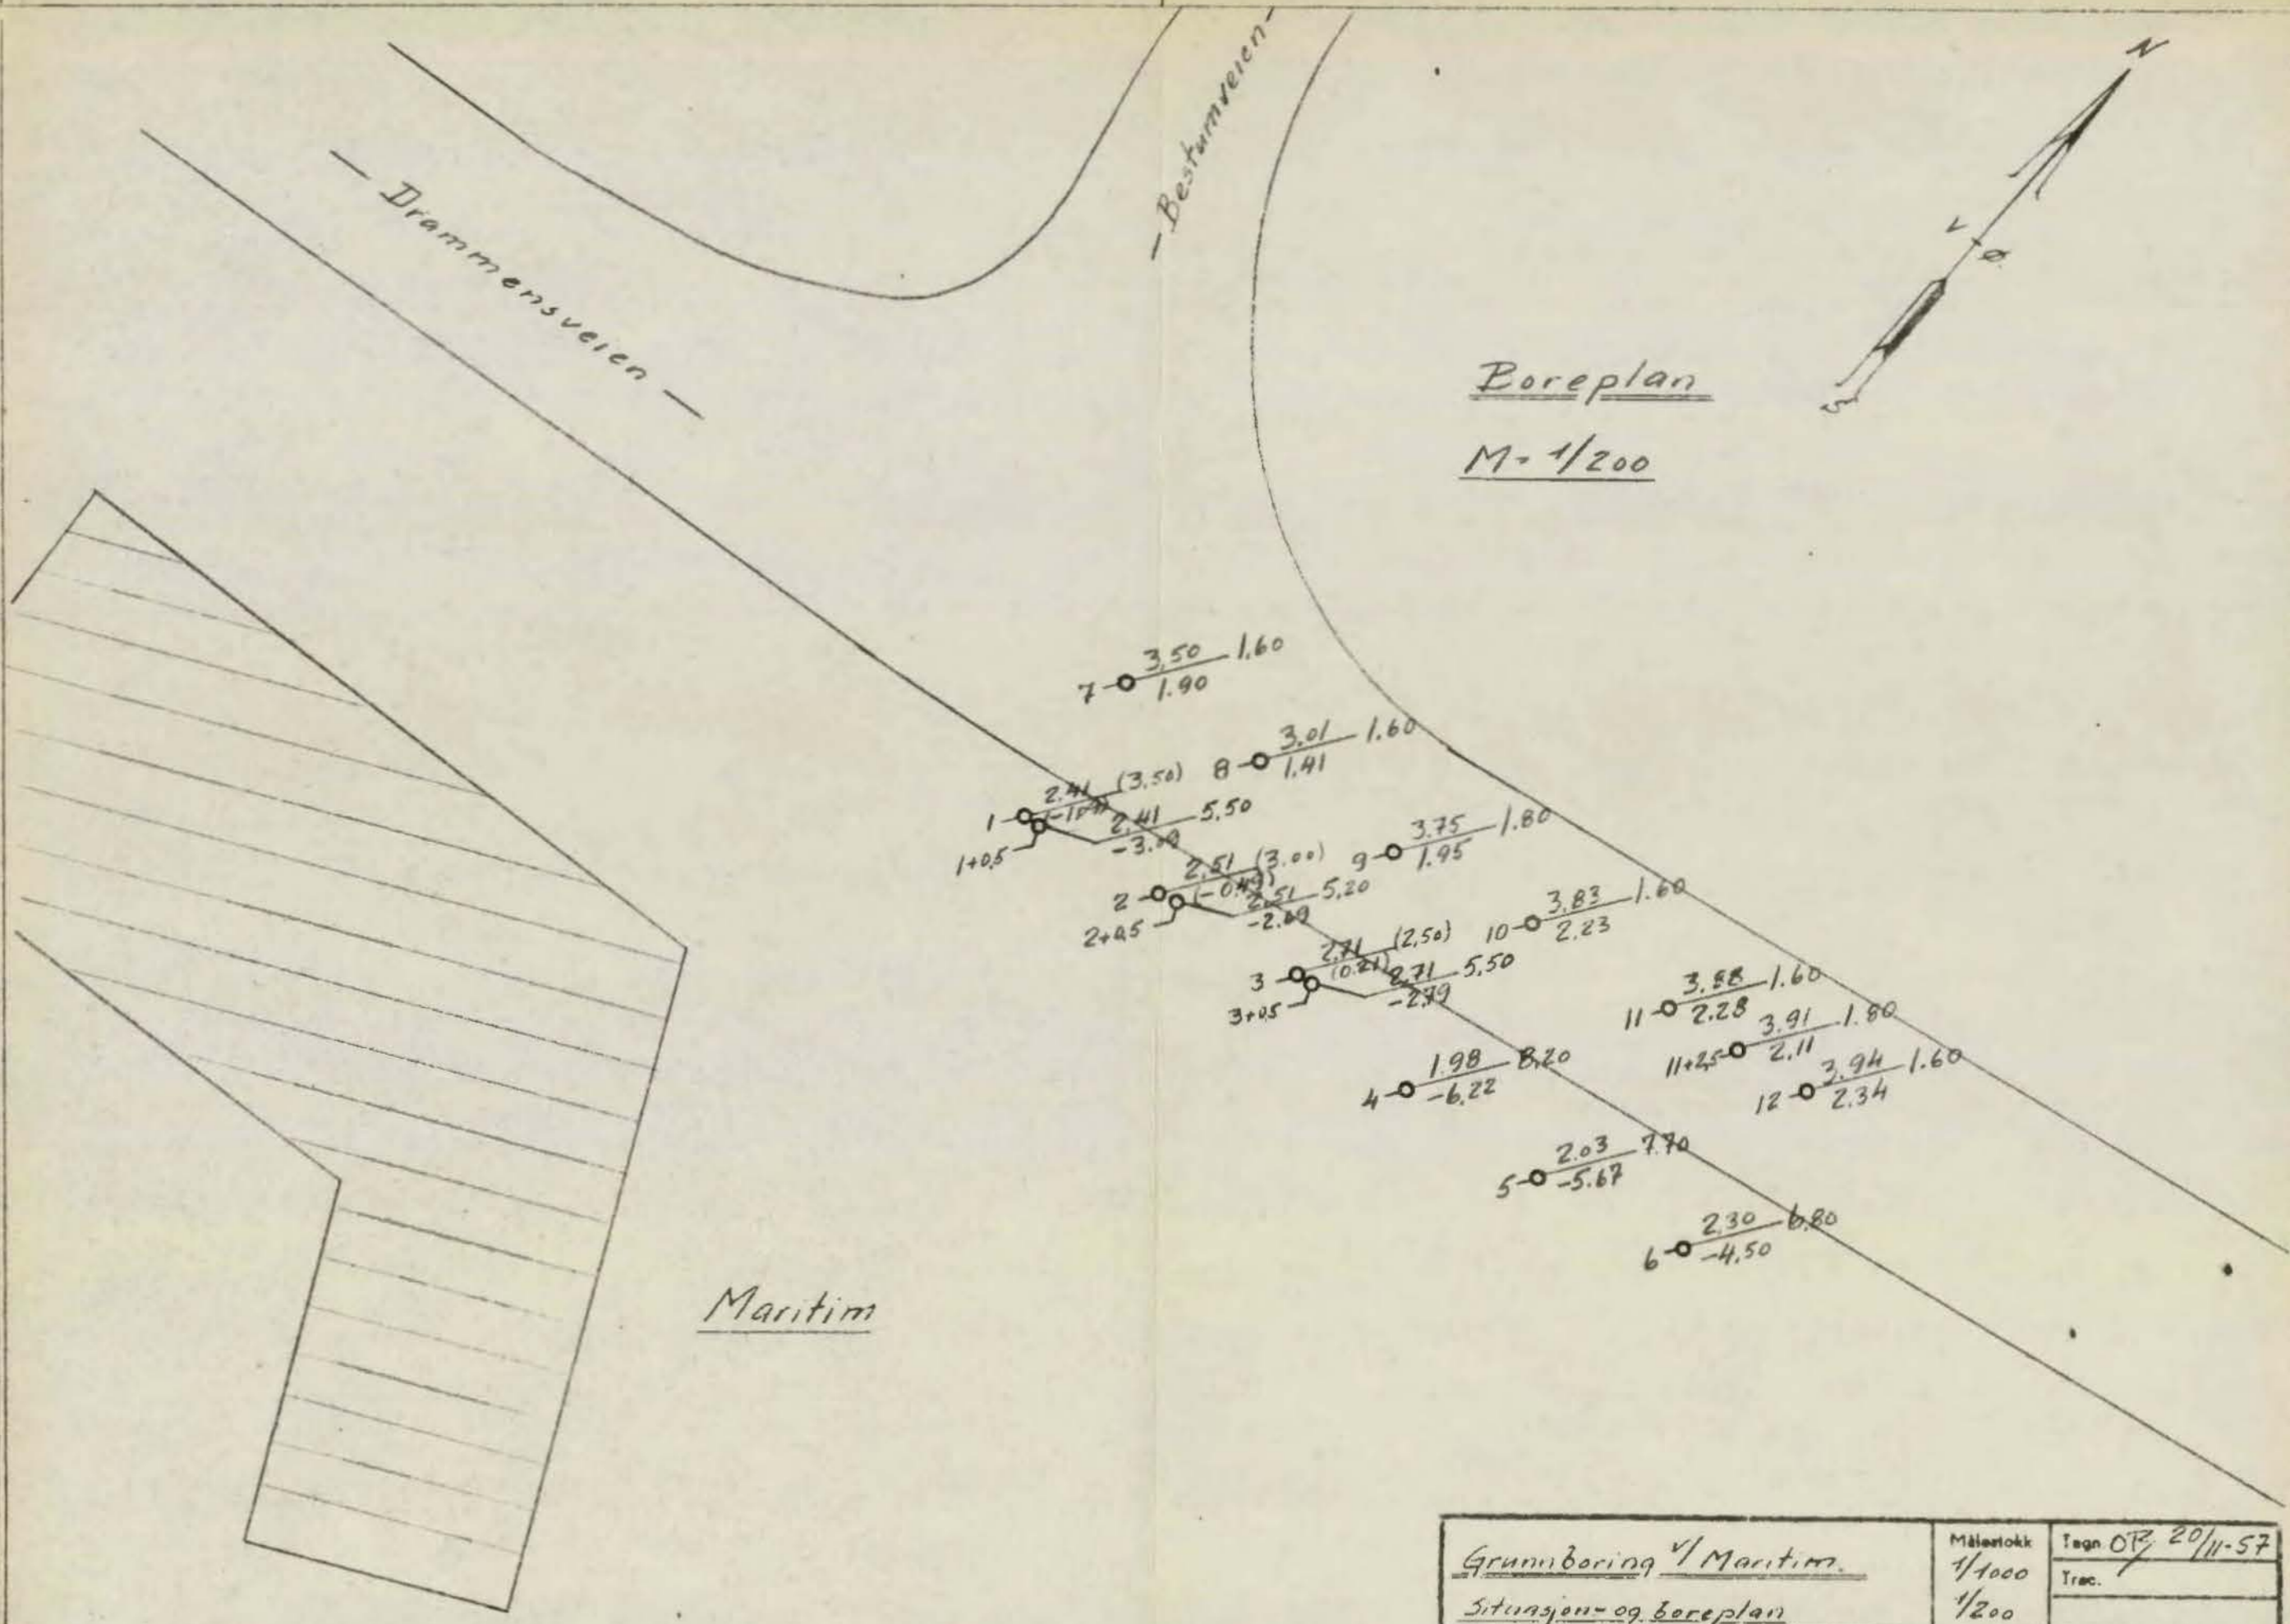 — Drammensveien —
- Bestumveien -
N
V
Ø
S
Boreplan
M = 1/200
7 3,50 1,60
1.90
8 3,01 1.60
1,41
1 2,41 (3,50)
1+0,5 2,41 5,50
-3.09
9 3.75 1.80
1.95
2 2,51 (3.00)
(-0,49)
2+0,5 2,51 5,20
-2.69
10 3,83 1.60
2.23
3 2,71 (2,50)
(0.21)
3+0,5 2,71 5,50
-2,79
11 3.88 1.60
2.28
11+2,5 3.91 1.80
2.11
4 1.98 8,20
-6,22
12 3.94 1.60
2.34
5 2.03 7.70
-5.67
6 2,30 6,80
-4,50
Maritim
Grunnboring v/ Maritim.
Situasjon- og boreplan
Målestokk
1/1000
1/200
Tegn. 20/11-57
Trac.